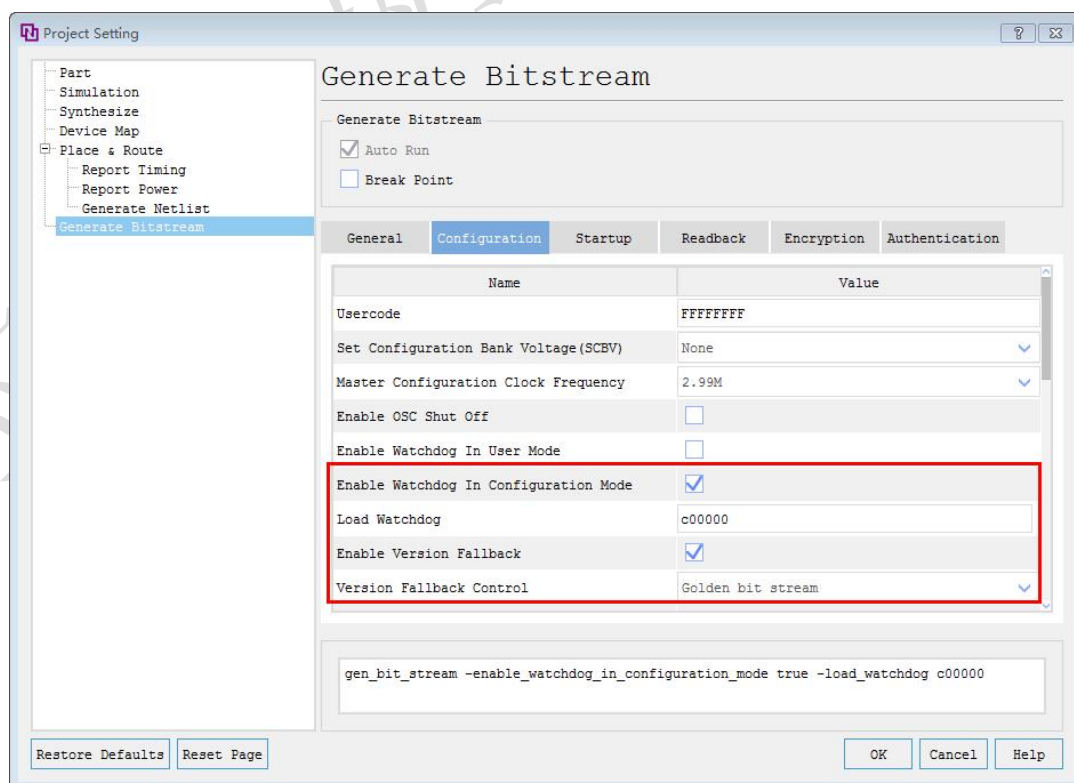 Project Setting
Part
Simulation
Synthesize
Device Map
Place & Route
Report Timing
Report Power
Generate Netlist
Generate Bitstream
Generate Bitstream
Generate Bitstream
Auto Run
Break Point
General Configuration Startup Readback Encryption Authentication
Name Value
Usercode FFFFFFFF
Set Configuration Bank Voltage(SCBV) None
Master Configuration Clock Frequency 2.99M
Enable OSC Shut Off
Enable Watchdog In User Mode
Enable Watchdog In Configuration Mode
Load Watchdog c00000
Enable Version Fallback
Version Fallback Control Golden bit stream
gen_bit_stream -enable_watchdog_in_configuration_mode true -load_watchdog c00000
Restore Defaults Reset Page OK Cancel Help